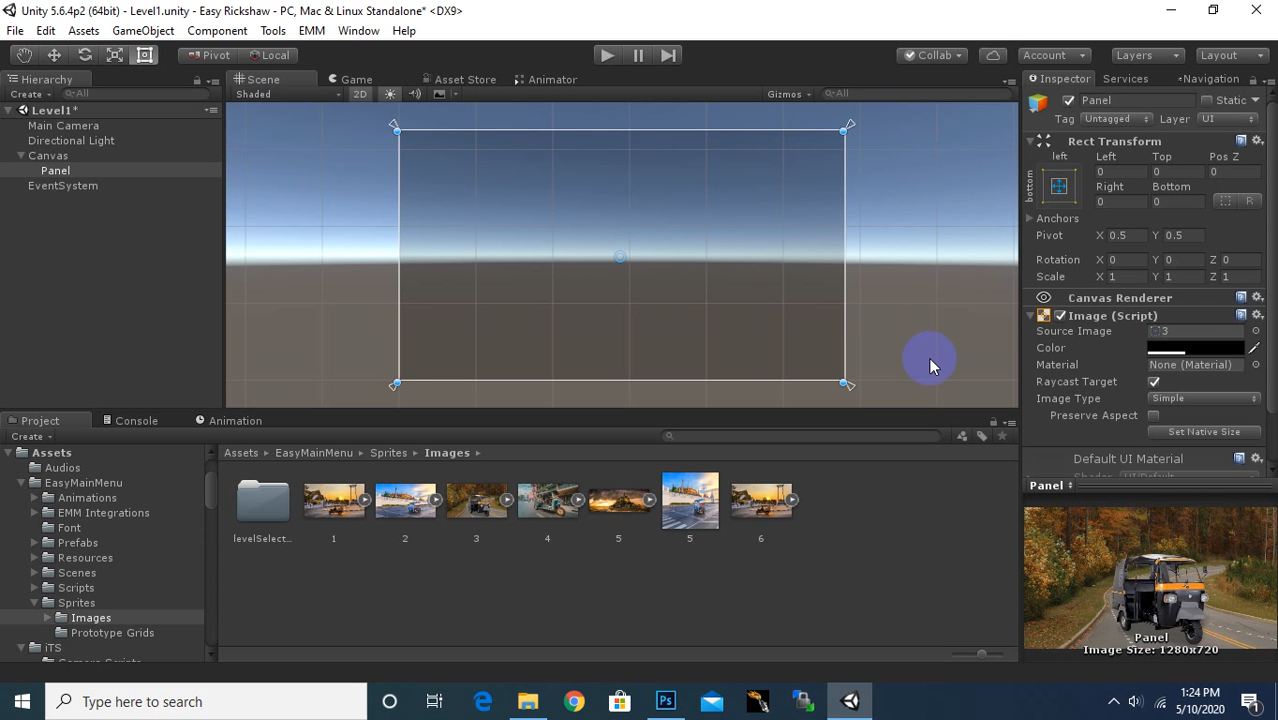 Unity 5.6.4p2 (64bit) - Level1.unity - Easy Rickshaw - PC, Mac & Linux Standalone* <DX9>
File Edit Assets GameObject Component Tools EMM Window Help
Pivot Local Collab Account Layers Layout
Hierarchy Scene Game Asset Store Animator Inspector Services Navigation
Create All Shaded 2D Gizmos All Panel Static
Level1*
Tag Untagged Layer UI
Main Camera
Directional Light
Rect Transform
Canvas
left Left Top Pos Z
Panel
0 0 0
EventSystem
bottom Right Bottom
0 0 R
Anchors
Pivot X 0.5 Y 0.5
Rotation X 0 Y 0 Z 0
Scale X 1 Y 1 Z 1
Canvas Renderer
Image (Script)
Source Image 3
Color
Material None (Material)
Raycast Target
Image Type Simple
Preserve Aspect
Set Native Size
Project Console Animation
Create
Assets
Assets EasyMainMenu Sprites Images
Default UI Material
Audios
EasyMainMenu
Panel
Animations
EMM Integrations
Font
levelSelect... 1 2 3 4 5 5 6
Prefabs
Resources
Scenes
Scripts
Sprites
Images
Prototype Grids
Panel
iTS
Image Size: 1280x720
Type here to search
1:24 PM
5/10/2020